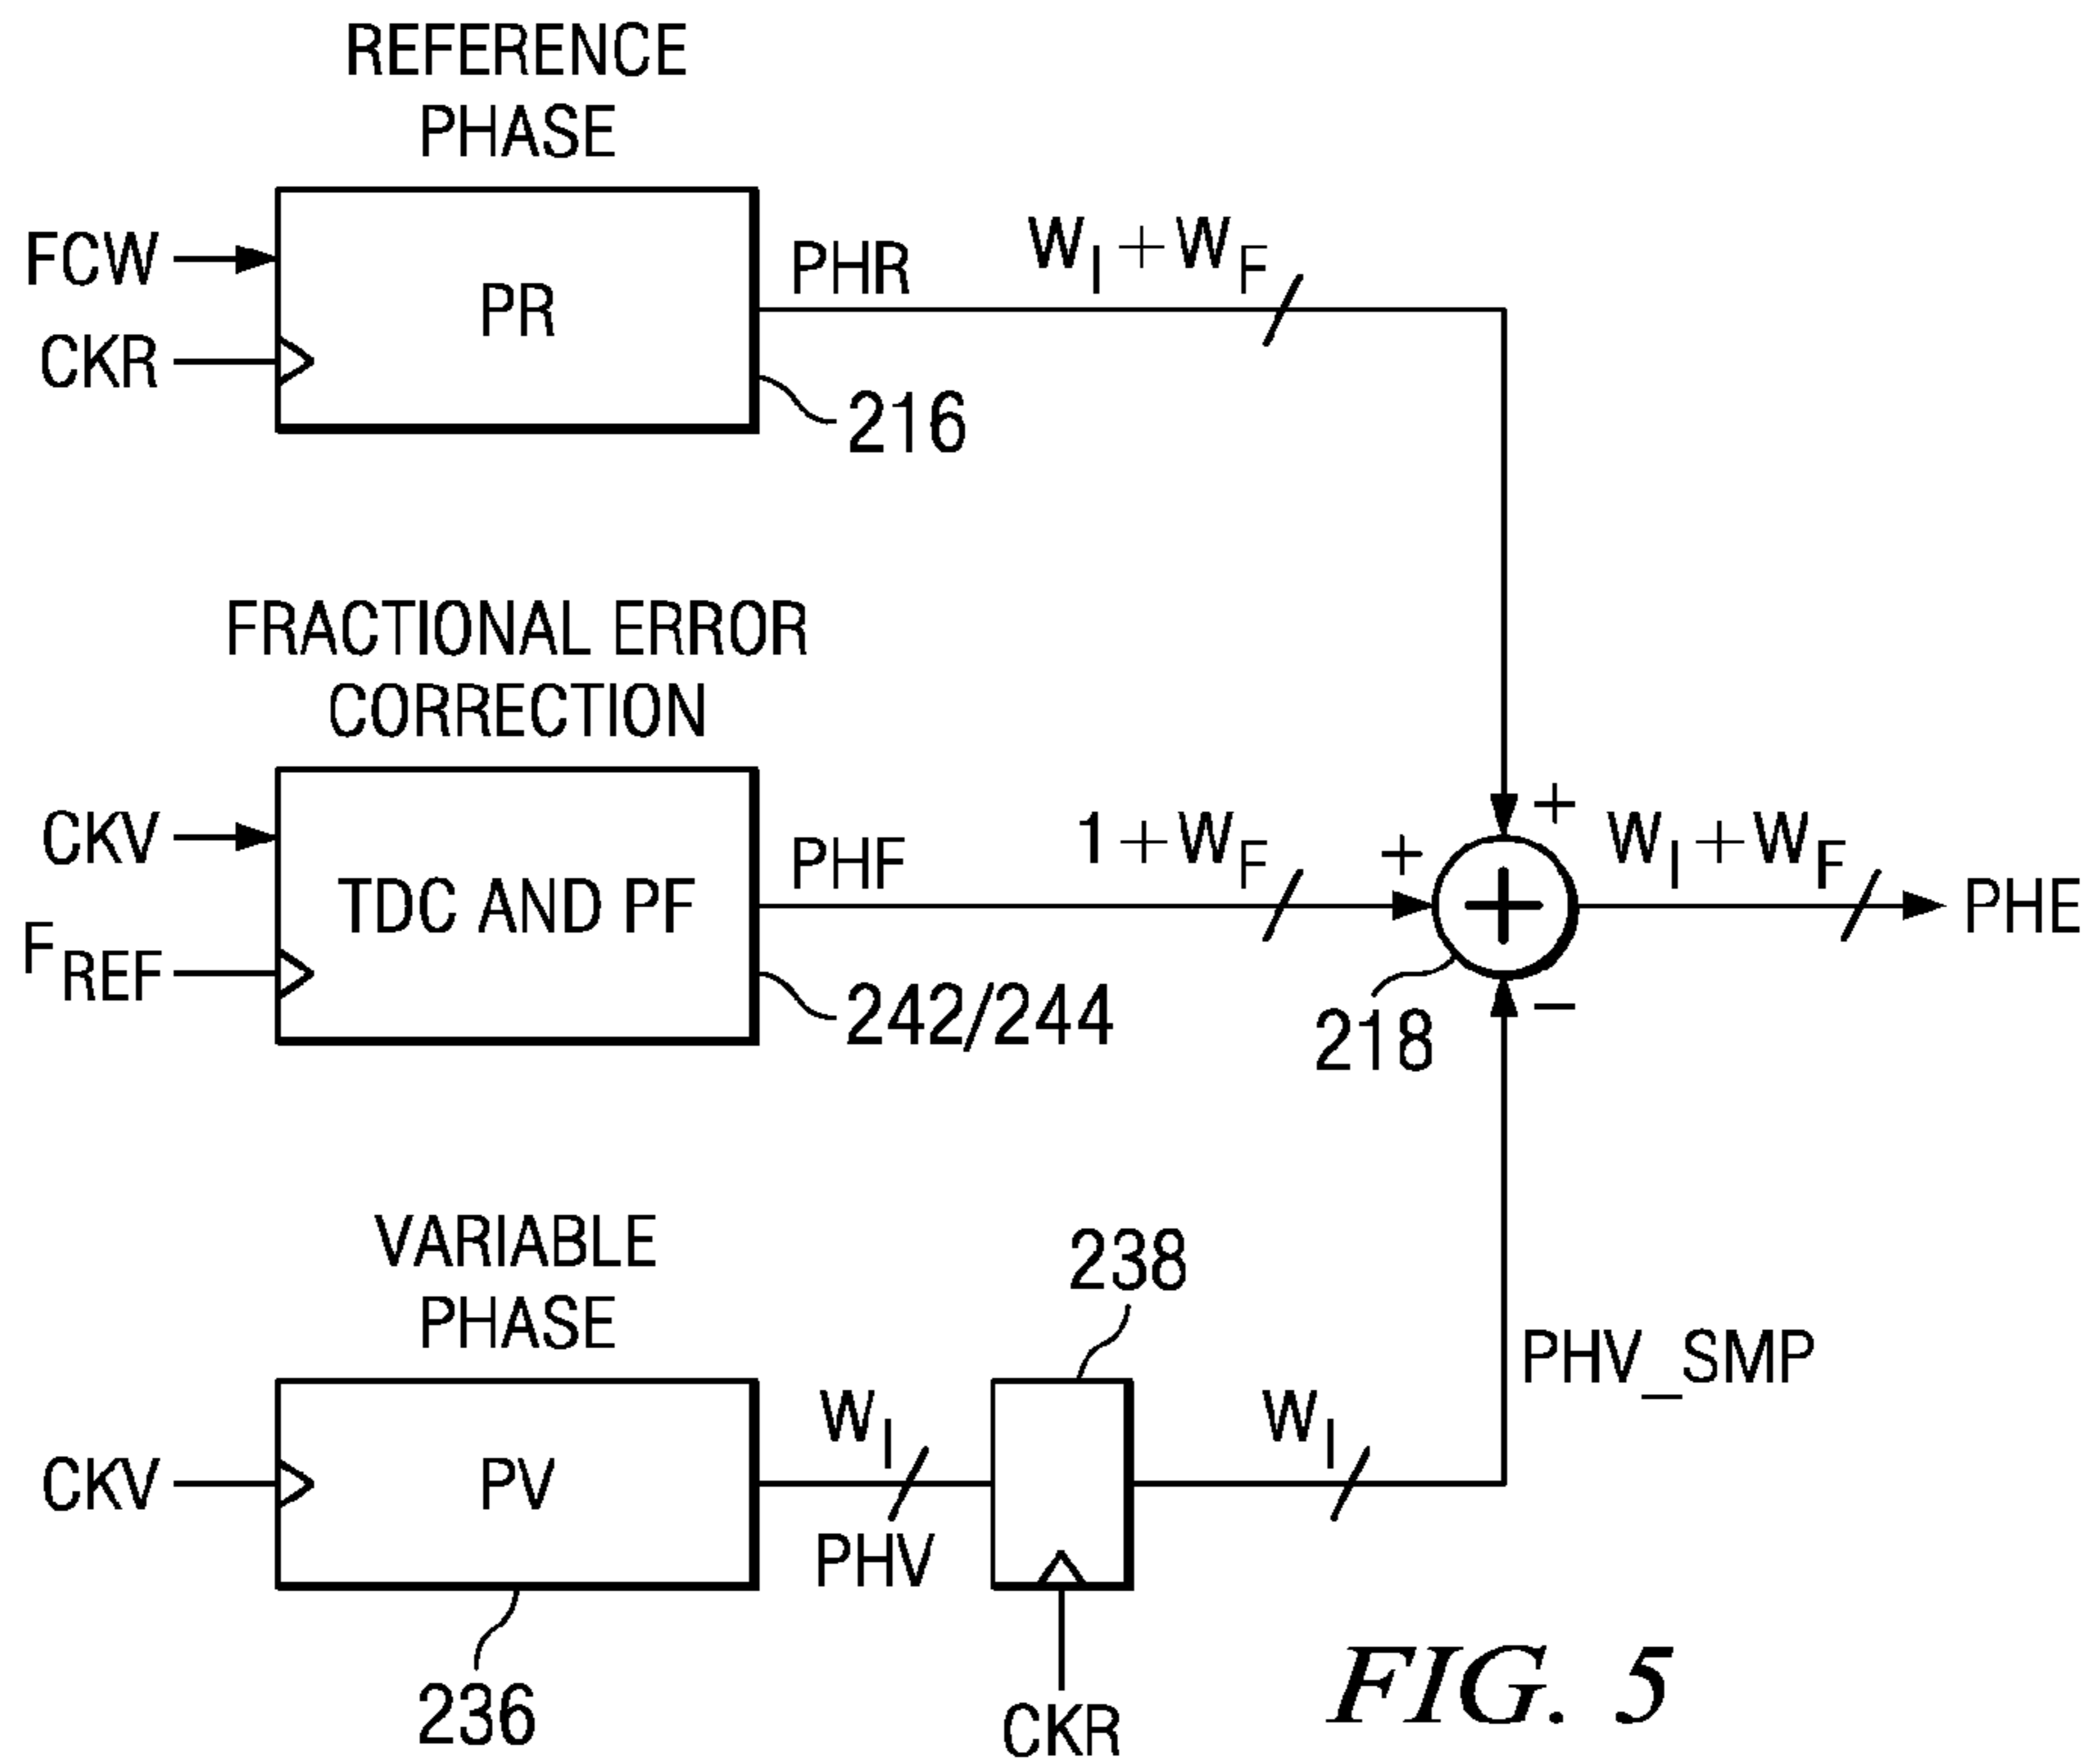 REFERENCE
PHASE
FCW
CKR
PR
PHR
W_I+W_F
216
FRACTIONAL ERROR
CORRECTION
CKV
F_REF
TDC AND PF
PHF
1+W_F
242/244
+
+
−
+
218
W_I+W_F
PHE
VARIABLE
PHASE
CKV
PV
236
W_I
PHV
238
CKR
W_I
PHV_SMP
FIG. 5